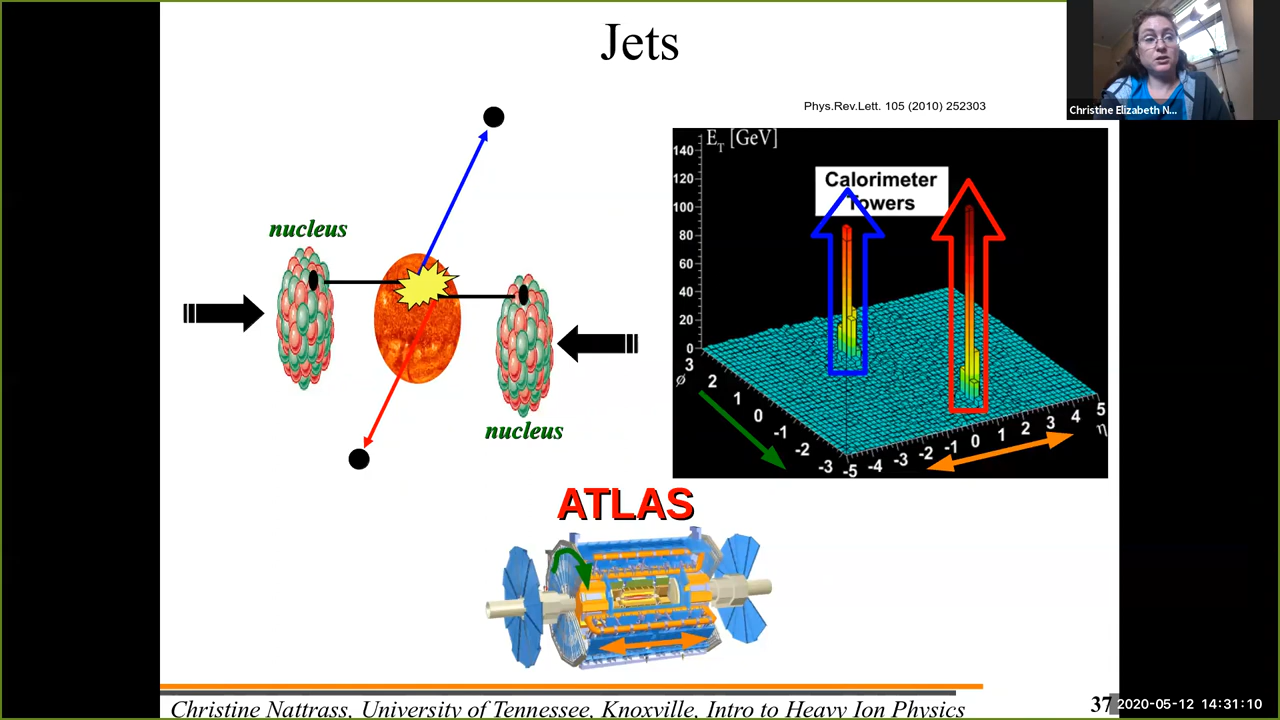 Jets
Christine Elizabeth N...
Phys.Rev.Lett. 105 (2010) 252303
nucleus
nucleus
E_T [GeV]
Calorimeter
Towers
140
120
100
80
60
40
20
0
3
2
1
0
-1
-2
-3
ϕ
-5
-4
-3
-2
-1
0
1
2
3
4
5
η
ATLAS
Christine Nattrass, University of Tennessee, Knoxville, Intro to Heavy Ion Physics
37
2020-05-12 14:31:10